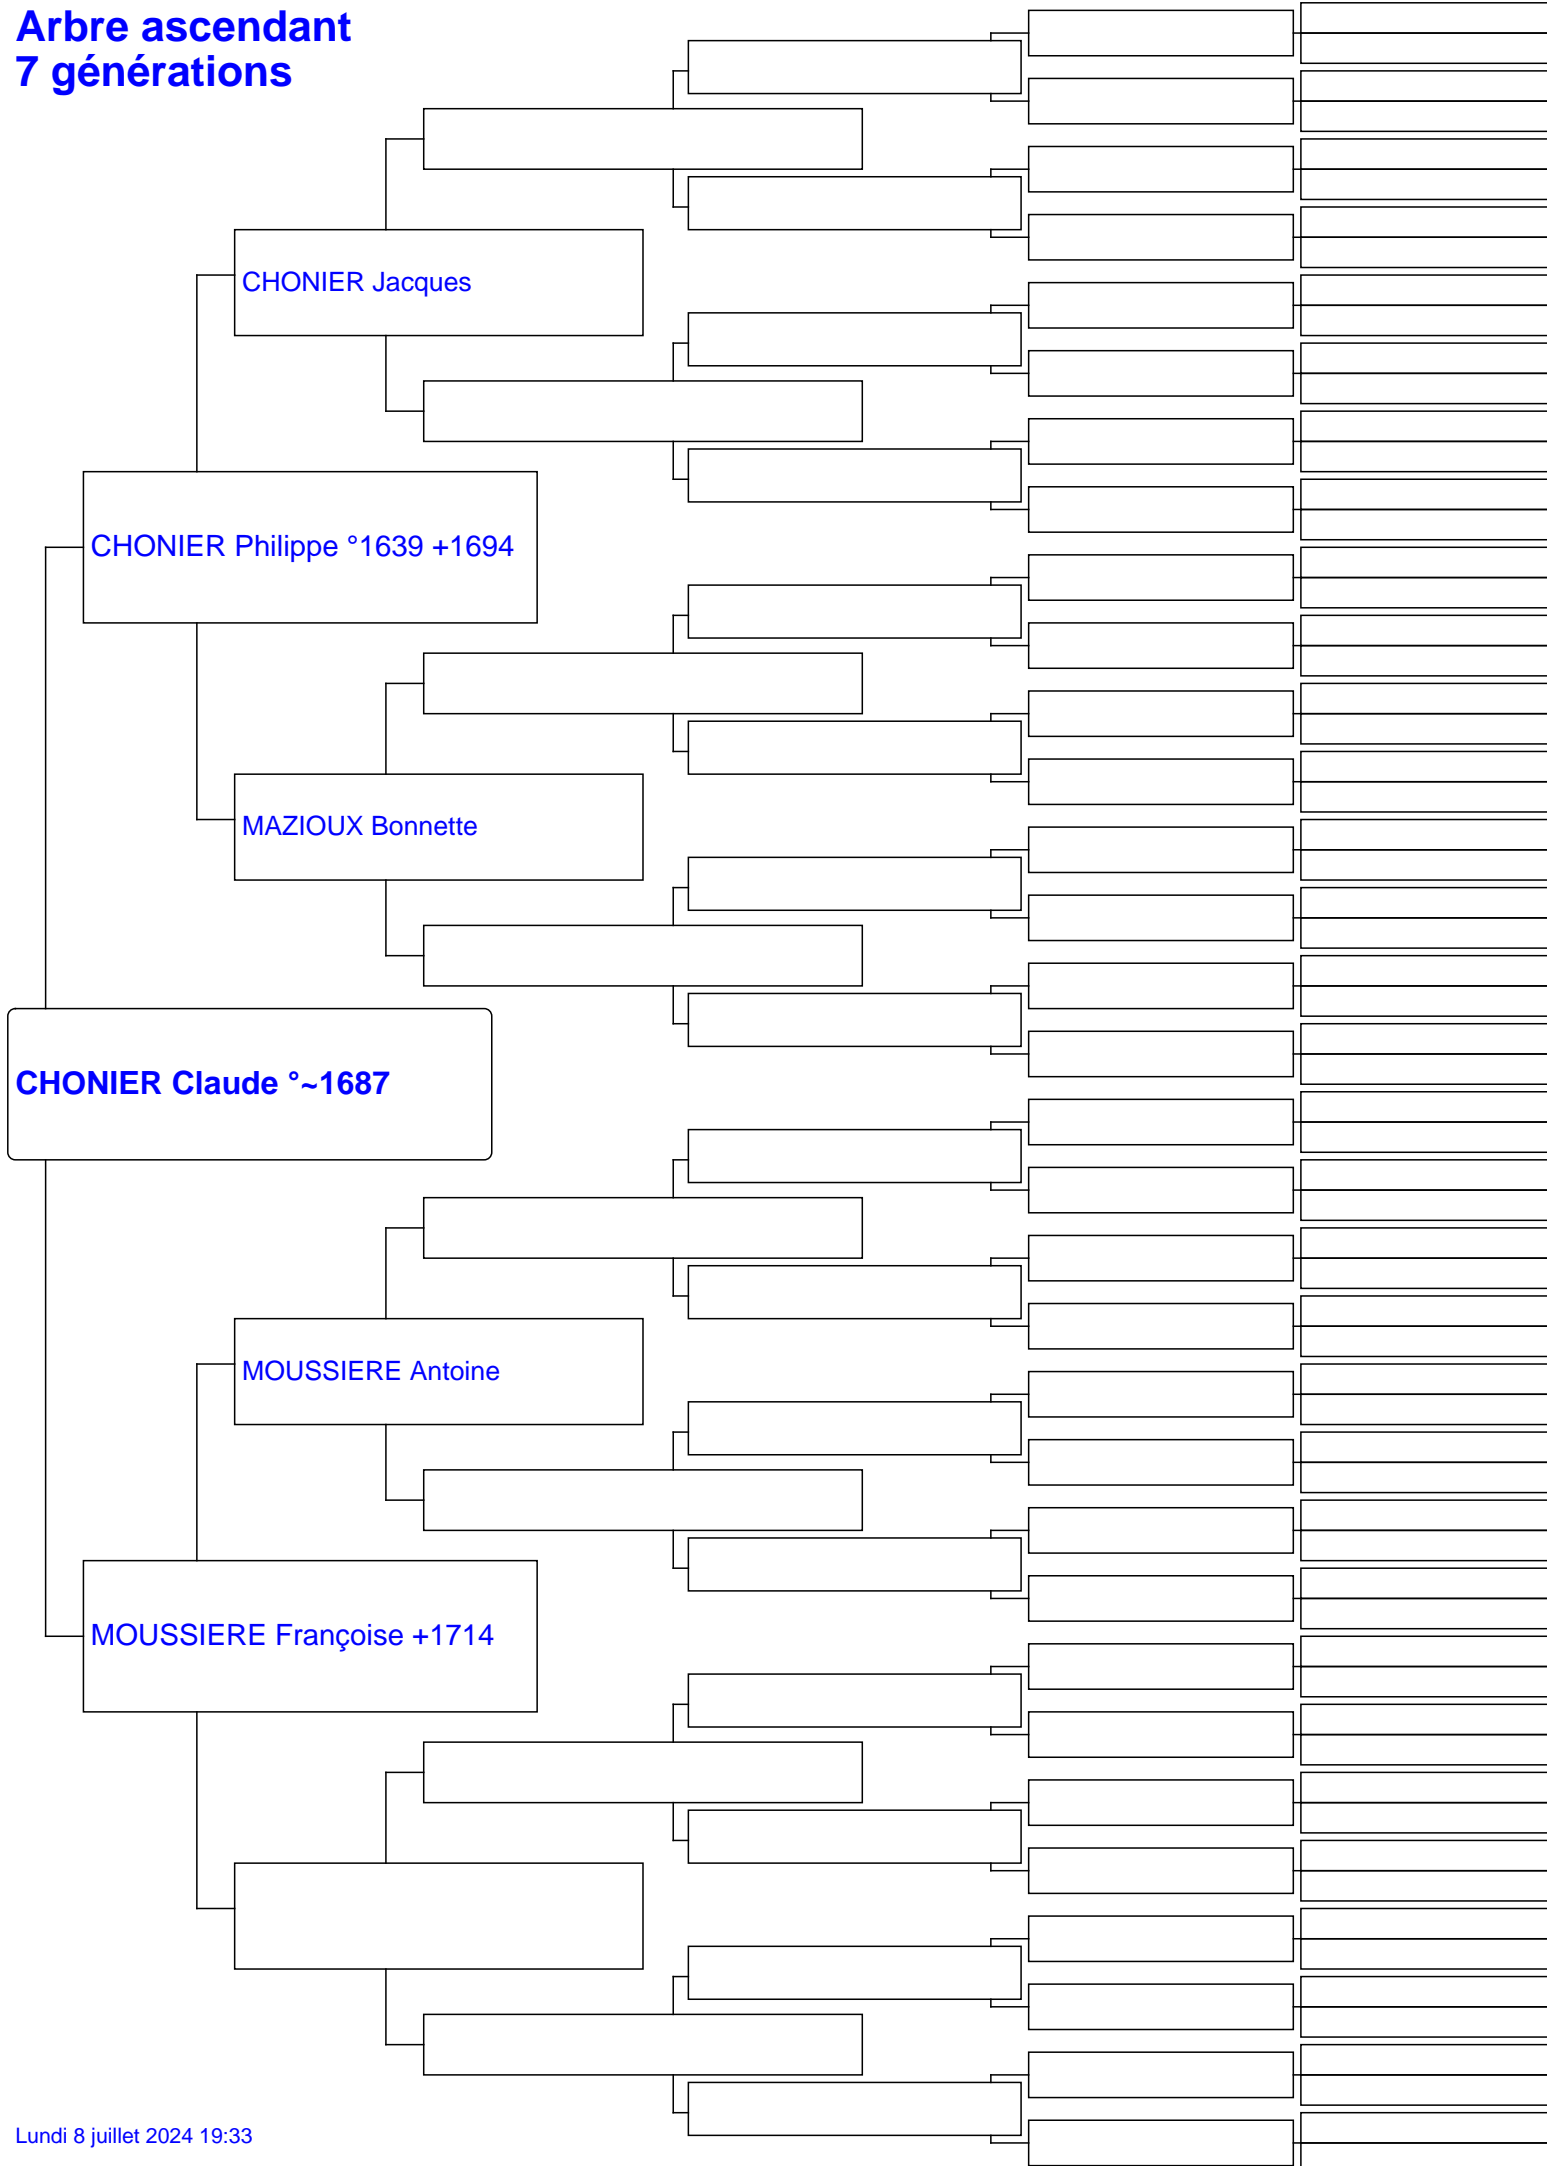 Arbre ascendant
7 générations
CHONIER Jacques
CHONIER Philippe °1639 +1694
MAZIOUX Bonnette
CHONIER Claude °~1687
MOUSSIERE Antoine
MOUSSIERE Françoise +1714
Lundi 8 juillet 2024 19:33